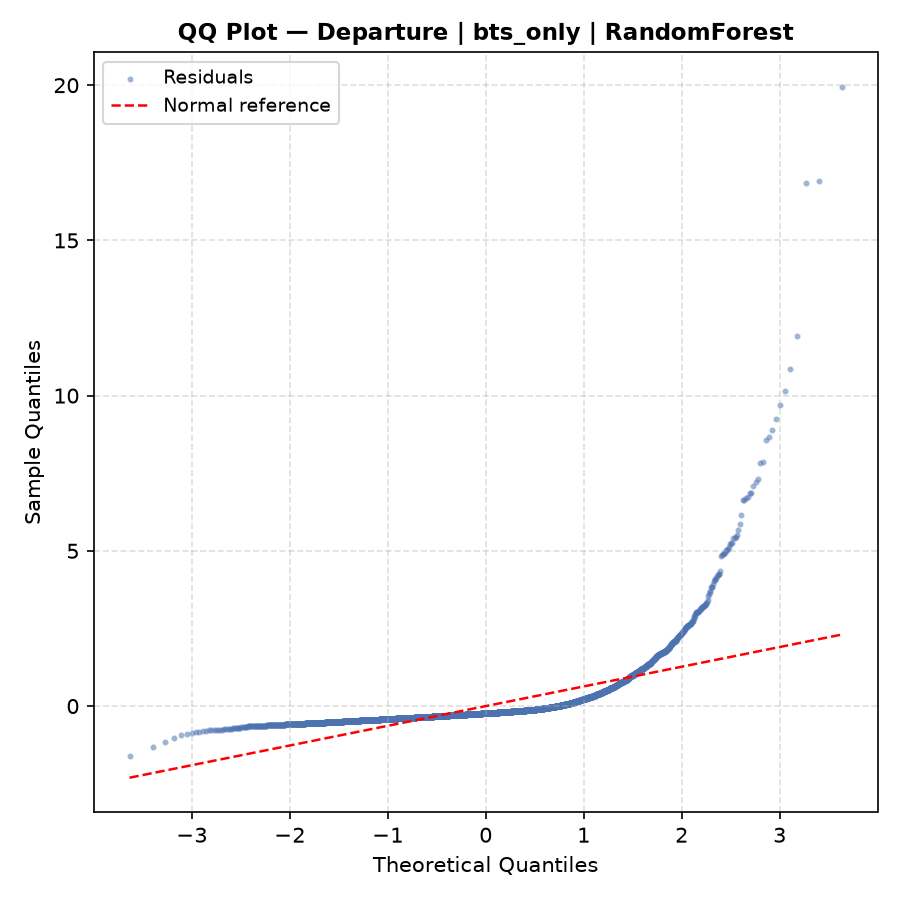 QQ Plot — Departure | bts_only | RandomForest
Residuals
Normal reference
20
15
10
5
0
Sample Quantiles
−3
−2
−1
0
1
2
3
Theoretical Quantiles